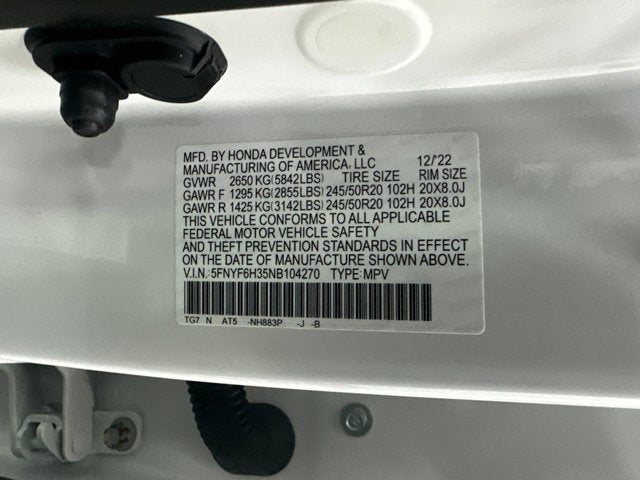 MFD. BY HONDA DEVELOPMENT &
MANUFACTURING OF AMERICA, LLC 12/'22
GVWR 2650 KG(5842LBS) TIRE SIZE RIM SIZE
GAWR F 1295 KG(2855LBS) 245/50R20 102H 20X8.0J
GAWR R 1425 KG(3142LBS) 245/50R20 102H 20X8.0J
THIS VEHICLE CONFORMS TO ALL APPLICABLE
FEDERAL MOTOR VEHICLE SAFETY
AND THEFT PREVENTION STANDARDS IN EFFECT
ON THE DATE OF MANUFACTURE SHOWN ABOVE.
V.I.N.: 5FNYF6H35NB104270 TYPE: MPV
TG7 N AT5 -NH883P -J -B